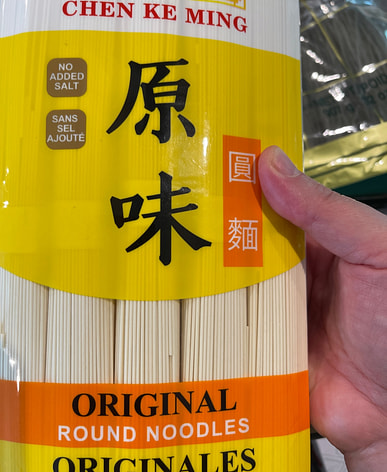 CHEN KE MING
NO
ADDED
SALT
SANS
SEL
AJOUTÉ
原味
圓麵
ORIGINAL
ROUND NOODLES
ORIGINALES